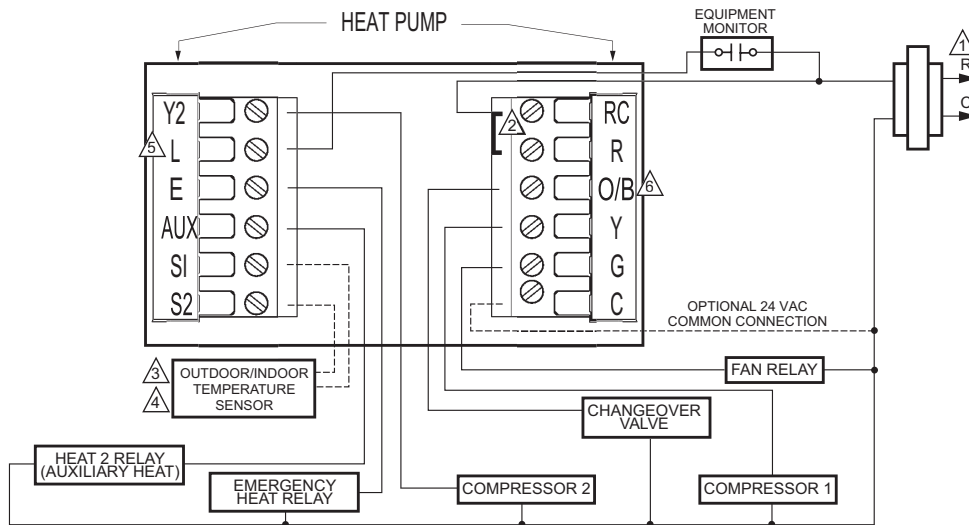 HEAT PUMP
EQUIPMENT
MONITOR
1
R
C
Y2
L
E
AUX
S1
S2
5
2
RC
R
O/B
Y
G
C
6
OPTIONAL 24 VAC
COMMON CONNECTION
3
4
OUTDOOR/INDOOR
TEMPERATURE
SENSOR
FAN RELAY
CHANGEOVER
VALVE
HEAT 2 RELAY
(AUXILIARY HEAT)
EMERGENCY
HEAT RELAY
COMPRESSOR 2
COMPRESSOR 1